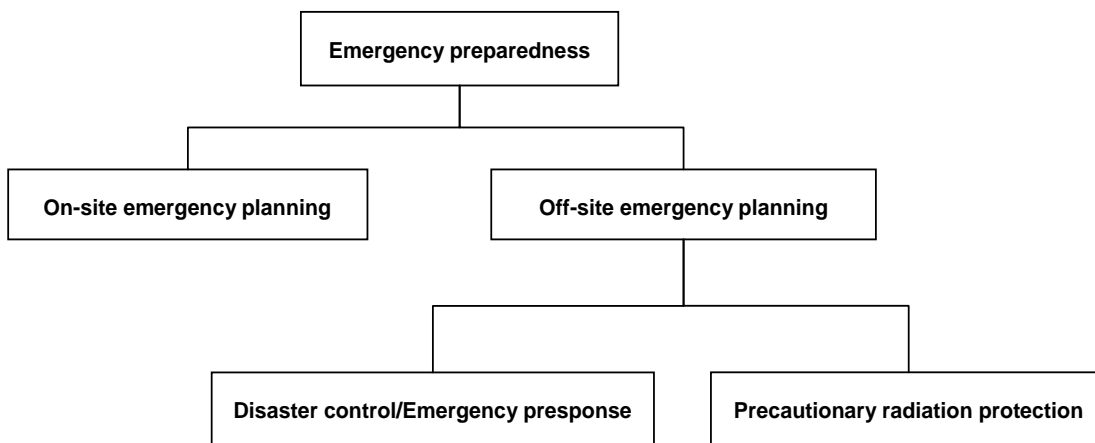 Emergency preparedness
On-site emergency planning
Off-site emergency planning
Disaster control/Emergency presponse
Precautionary radiation protection